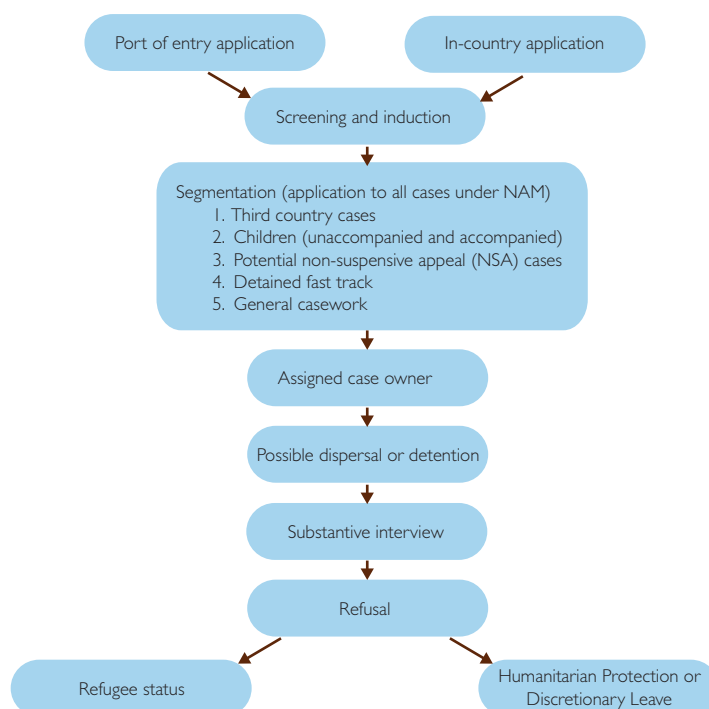 Port of entry application
In-country application
Screening and induction
Segmentation (application to all cases under NAM)
1. Third country cases
2. Children (unaccompanied and accompanied)
3. Potential non-suspensive appeal (NSA) cases
4. Detained fast track
5. General casework
Assigned case owner
Possible dispersal or detention
Substantive interview
Refusal
Refugee status
Humanitarian Protection or
Discretionary Leave